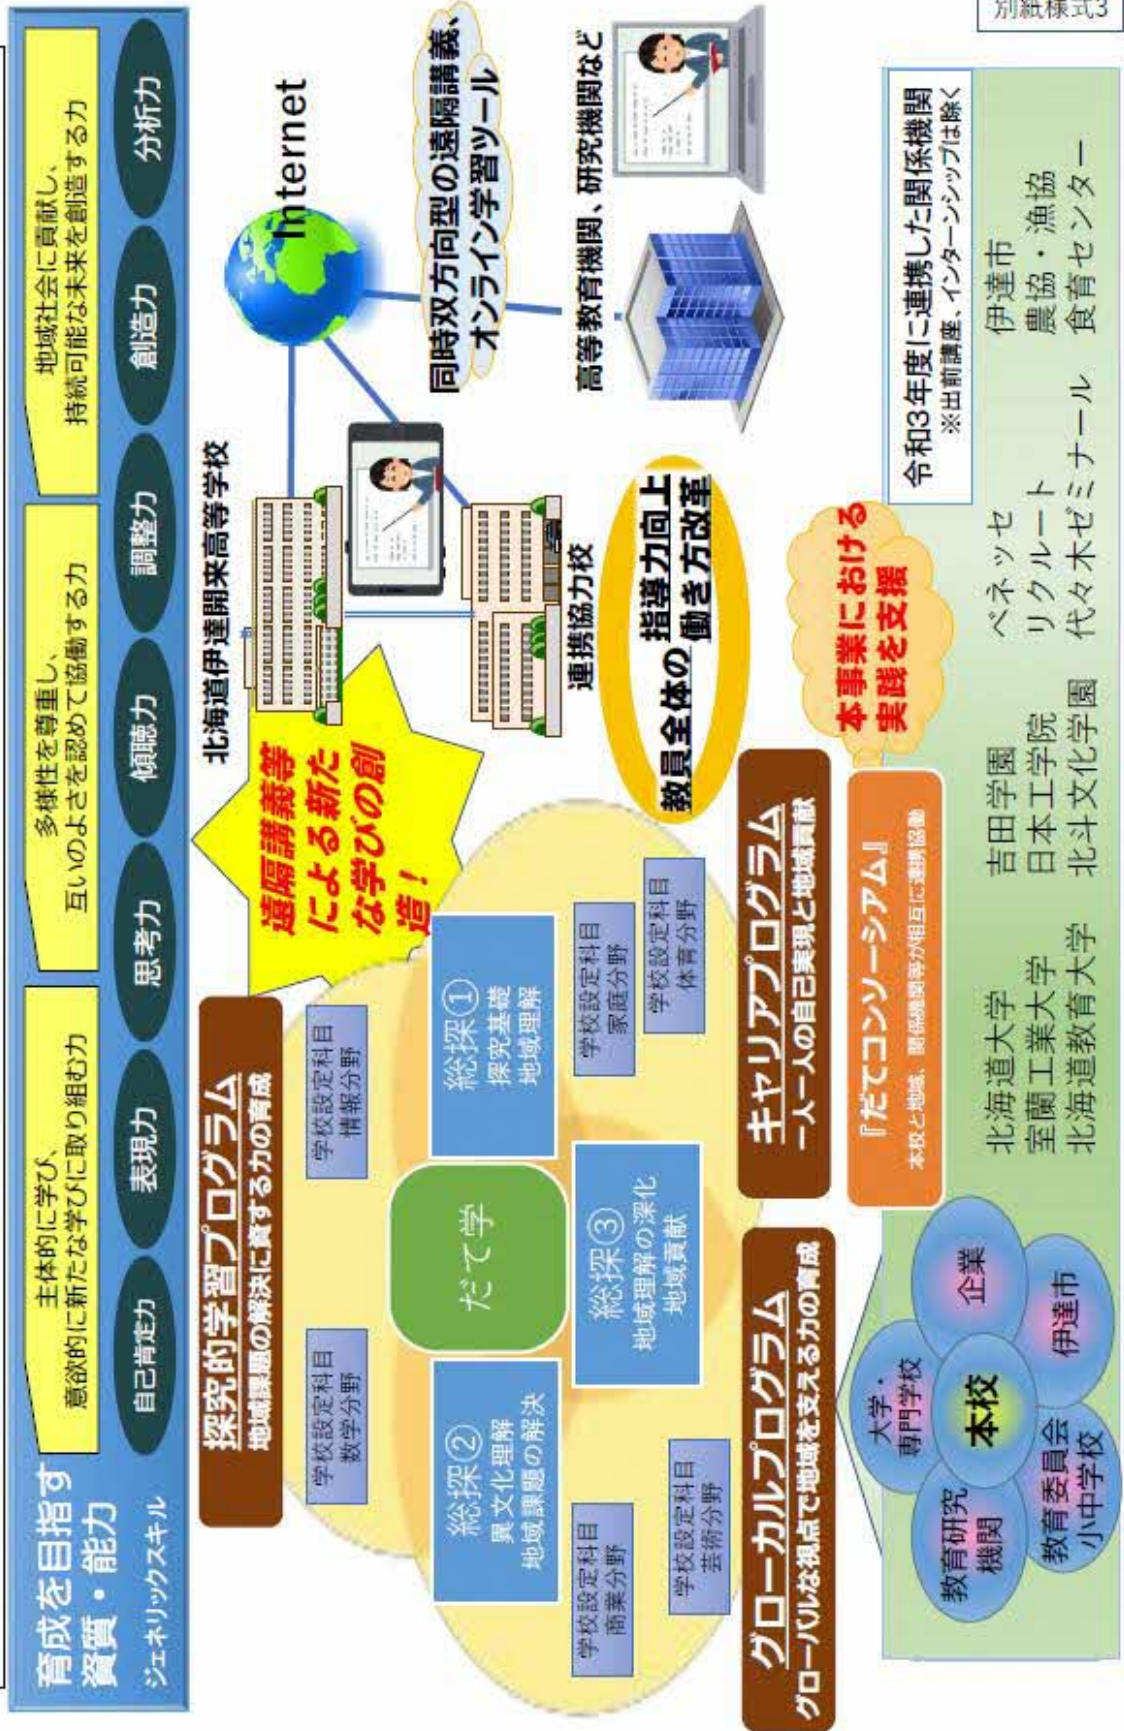 別紙様式3
育成を目指す
資質・能力
ジェネリックスキル
主体的に学び、
意欲的に新たな学びに取り組む力
多様性を尊重し、
互いのよさを認めて協働する力
地域社会に貢献し、
持続可能な未来を創造する力
自己肯定力
表現力
思考力
傾聴力
調整力
創造力
分析力
探究的学習プログラム
地域課題の解決に資する力の育成
遠隔講義等
による新た
な学びの創
造！
北海道伊達開来高等学校
Internet
同時双方向型の遠隔講義、
オンライン学習ツール
連携協力校
高等教育機関、研究機関など
学校設定科目
数学分野
学校設定科目
情報分野
総探②
異文化理解
地域課題の解決
だて学
総探①
探究基礎
地域理解
総探③
地域理解の深化
地域貢献
学校設定科目
商業分野
学校設定科目
芸術分野
学校設定科目
家庭分野
学校設定科目
体育分野
教員全体の
指導力向上
働き方改革
グローカルプログラム
グローバルな視点で地域を支える力の育成
キャリアプログラム
一人一人の自己実現と地域貢献
『だてコンソーシアム』
本校と地域、関係機関等が相互に連携協働
本事業における
実践を支援
令和3年度に連携した関係機関
※出前講座、インターンシップは除く
大学・
専門学校
企業
教育研究
機関
本校
伊達市
教育委員会
小中学校
北海道大学
室蘭工業大学
北海道教育大学
吉田学園
日本工学院
北斗文化学園
ベネッセ
リクルート
代々木ゼミナール
伊達市
農協・漁協
食育センター